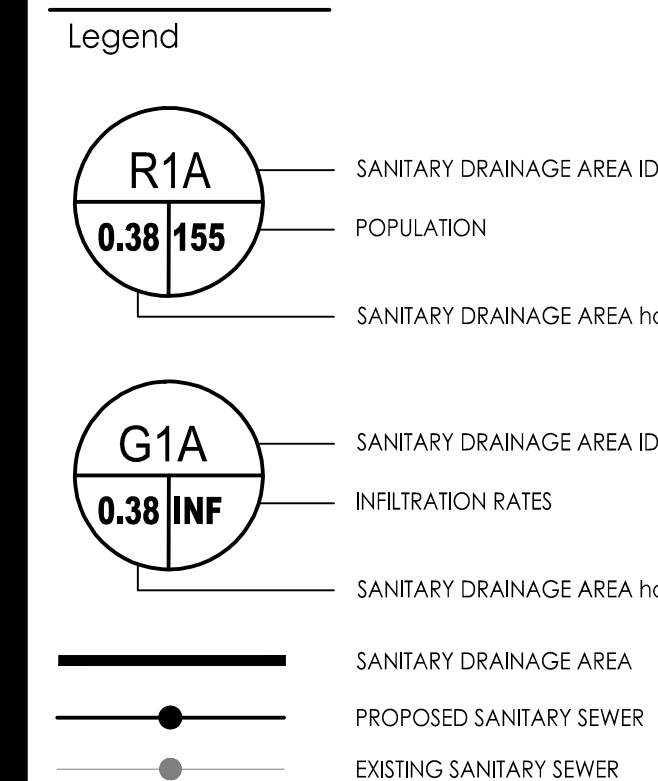 Legend
R1A
0.38 155
SANITARY DRAINAGE AREA ID
POPULATION
SANITARY DRAINAGE AREA
G1A
0.38 INF
SANITARY DRAINAGE AREA ID
INFILTRATION RATES
SANITARY DRAINAGE AREA
SANITARY DRAINAGE AREA
PROPOSED SANITARY SEWER
EXISTING SANITARY SEWER